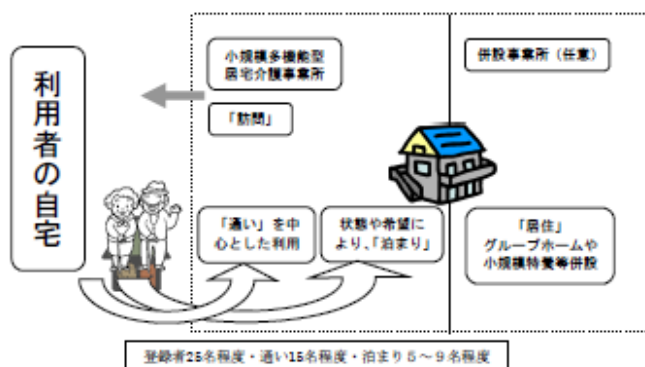 利用者の自宅
小規模多機能型
居宅介護事業所
「訪問」
「通い」を中
心とした利用
状態や希望に
より、「泊まり」
併設事業所（任意）
「居住」
グループホームや
小規模特養等併設
登録者25名程度・通い15名程度・泊まり５～９名程度